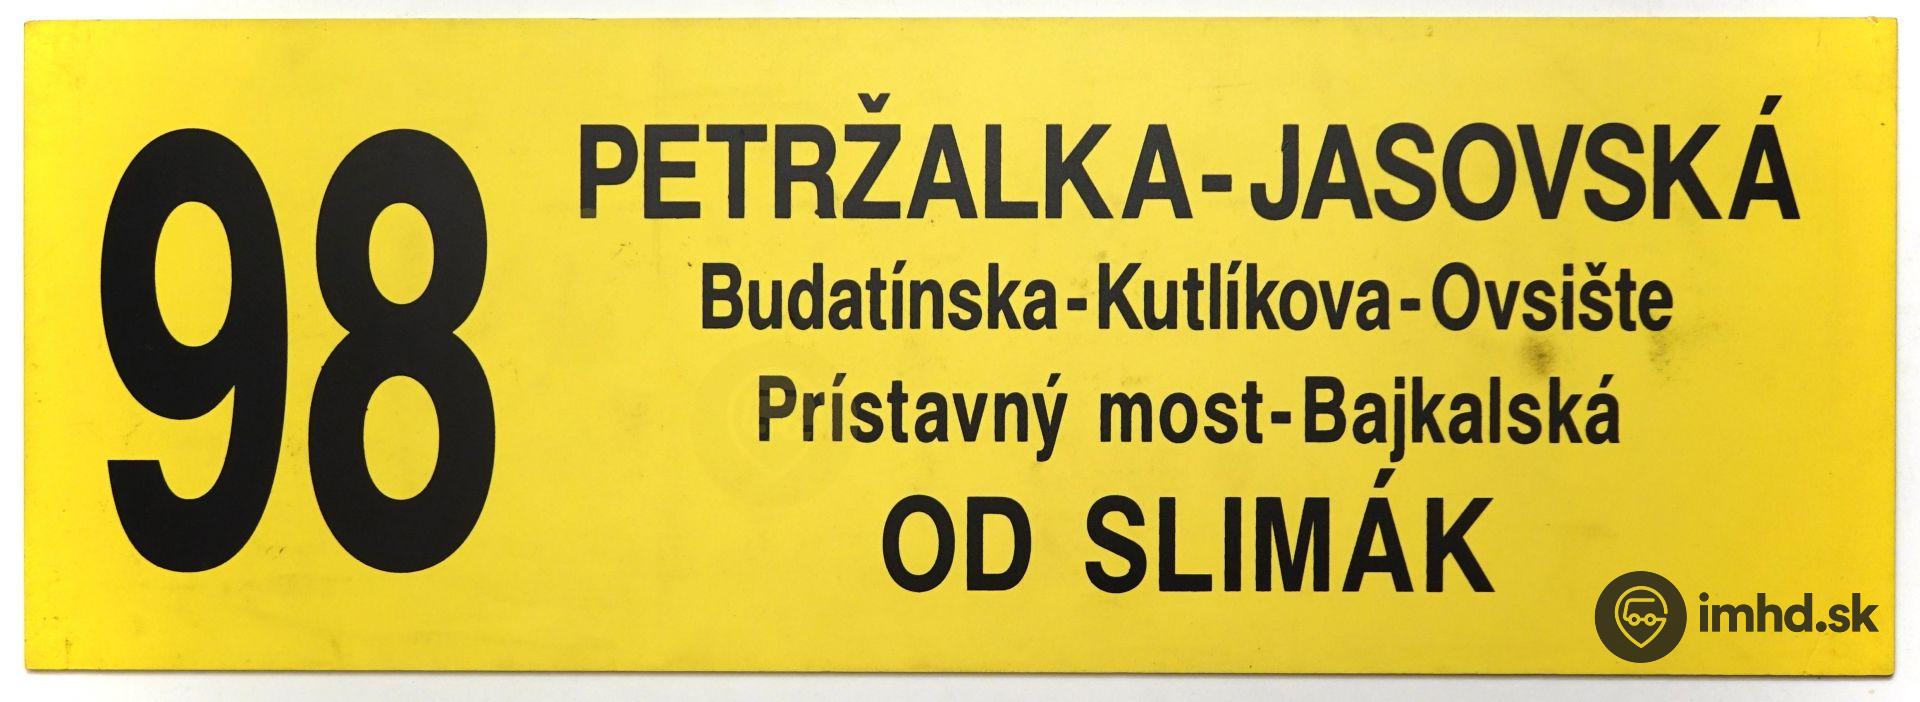 98
PETRŽALKA-JASOVSKÁ
Budatínska-Kutlíkova-Ovsište
Prístavný most-Bajkalská
OD SLIMÁK
imhd.sk